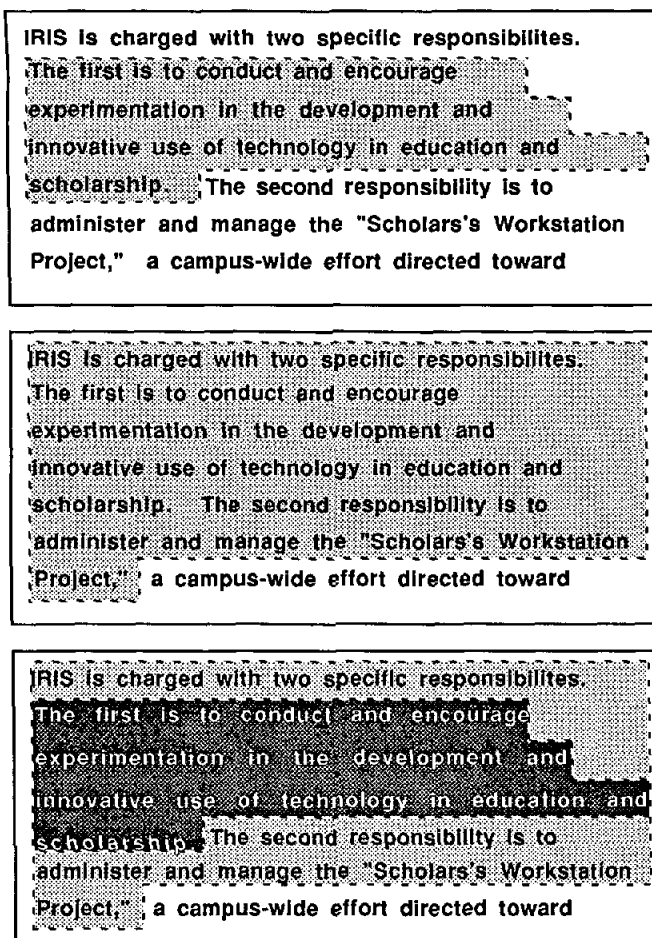 IRIS is charged with two specific responsibilites.
The first is to conduct and encourage
experimentation in the development and
innovative use of technology in education and
scholarship. The second responsibility is to
administer and manage the "Scholars's Workstation
Project," a campus-wide effort directed toward
IRIS is charged with two specific responsibilites.
The first is to conduct and encourage
experimentation in the development and
innovative use of technology in education and
scholarship. The second responsibility is to
administer and manage the "Scholars's Workstation
Project," a campus-wide effort directed toward
IRIS is charged with two specific responsibilites.
The first is to conduct and encourage
experimentation in the development and
innovative use of technology in education and
scholarship. The second responsibility is to
administer and manage the "Scholars's Workstation
Project," a campus-wide effort directed toward